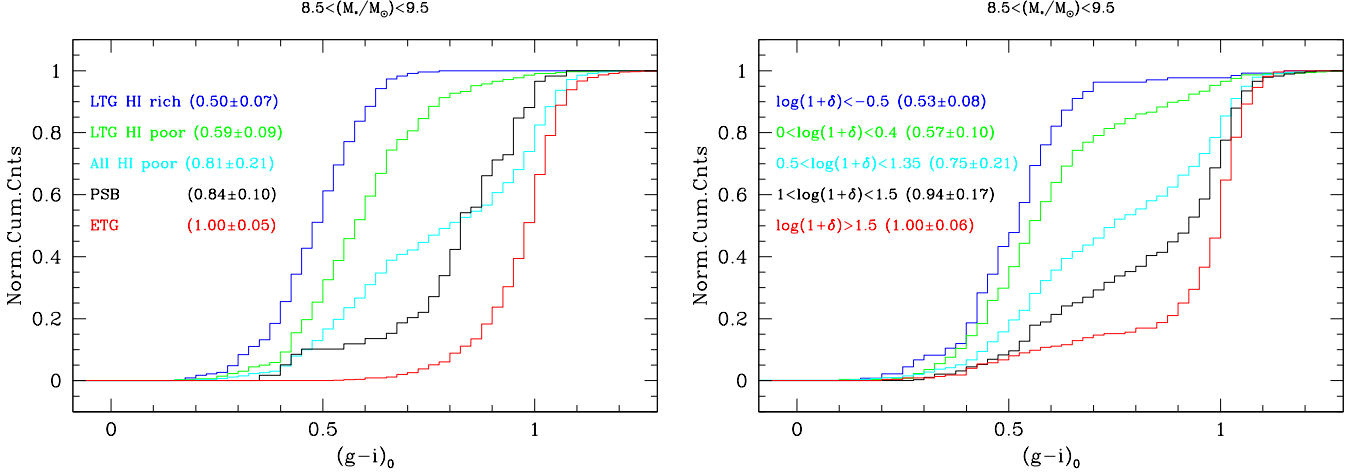 8.5<(M*/M☉)<9.5
LTG HI rich (0.50±0.07)
LTG HI poor (0.59±0.09)
All HI poor (0.81±0.21)
PSB (0.84±0.10)
ETG (1.00±0.05)
Norm.Cum.Cnts
1
0.8
0.6
0.4
0.2
0
0 0.5 1
(g−i)₀
8.5<(M*/M☉)<9.5
log(1+δ)<−0.5 (0.53±0.08)
0<log(1+δ)<0.4 (0.57±0.10)
0.5<log(1+δ)<1.35 (0.75±0.21)
1<log(1+δ)<1.5 (0.94±0.17)
log(1+δ)>1.5 (1.00±0.06)
Norm.Cum.Cnts
1
0.8
0.6
0.4
0.2
0
0 0.5 1
(g−i)₀